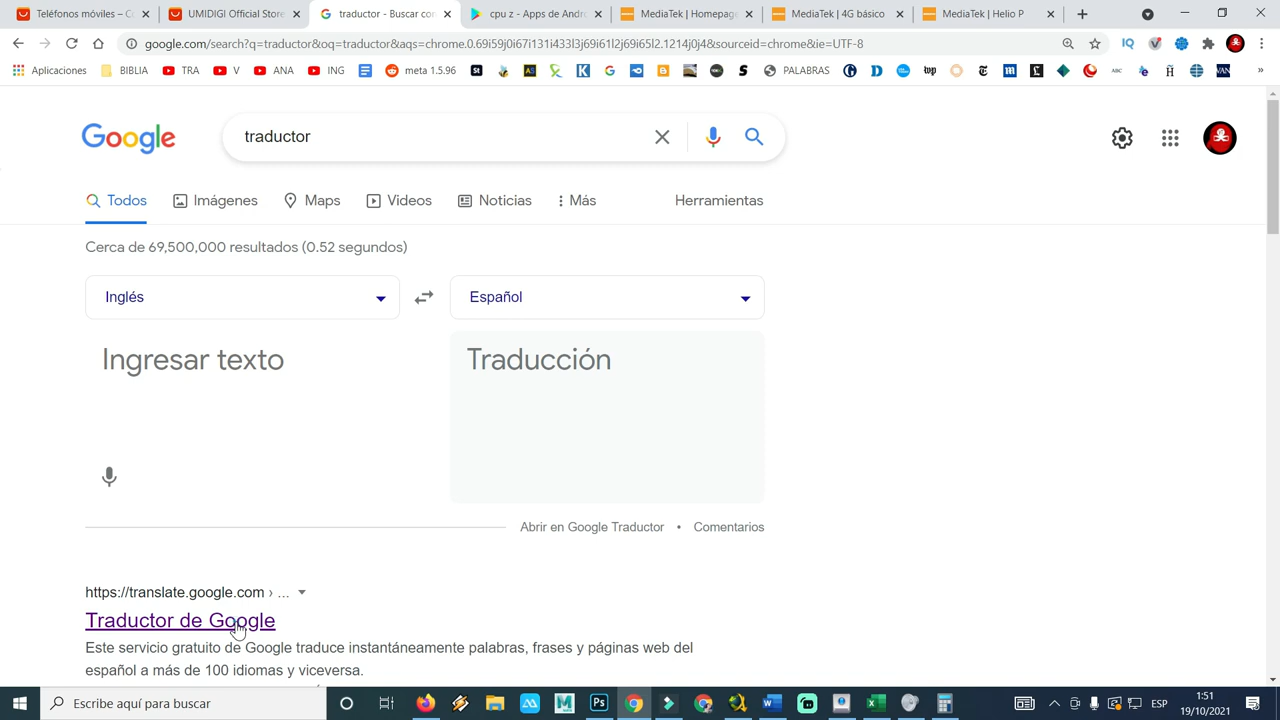 Teléfonos móviles – C
UMIDIGI Official Store
traductor - Buscar con
cpu z - Apps de Andr
MediaTek | Homepag
MediaTek | 4G básico
MediaTek | Helio P
google.com/search?q=traductor&oq=traductor&aqs=chrome.0.69i59j0i67i131i433l3j69i61l2j69i65l2.1214j0j4&sourceid=chrome&ie=UTF-8
IQ
Aplicaciones
BIBLIA
TRA
V
ANA
ING
meta 1.5.96
PALABRAS
Google
traductor
Todos
Imágenes
Maps
Videos
Noticias
Más
Herramientas
Cerca de 69,500,000 resultados (0.52 segundos)
Inglés
Español
Ingresar texto
Traducción
Abrir en Google Traductor • Comentarios
https://translate.google.com › ...
Traductor de Google
Este servicio gratuito de Google traduce instantáneamente palabras, frases y páginas web del
español a más de 100 idiomas y viceversa.
Escribe aquí para buscar
Ps
ESP
1:51
19/10/2021